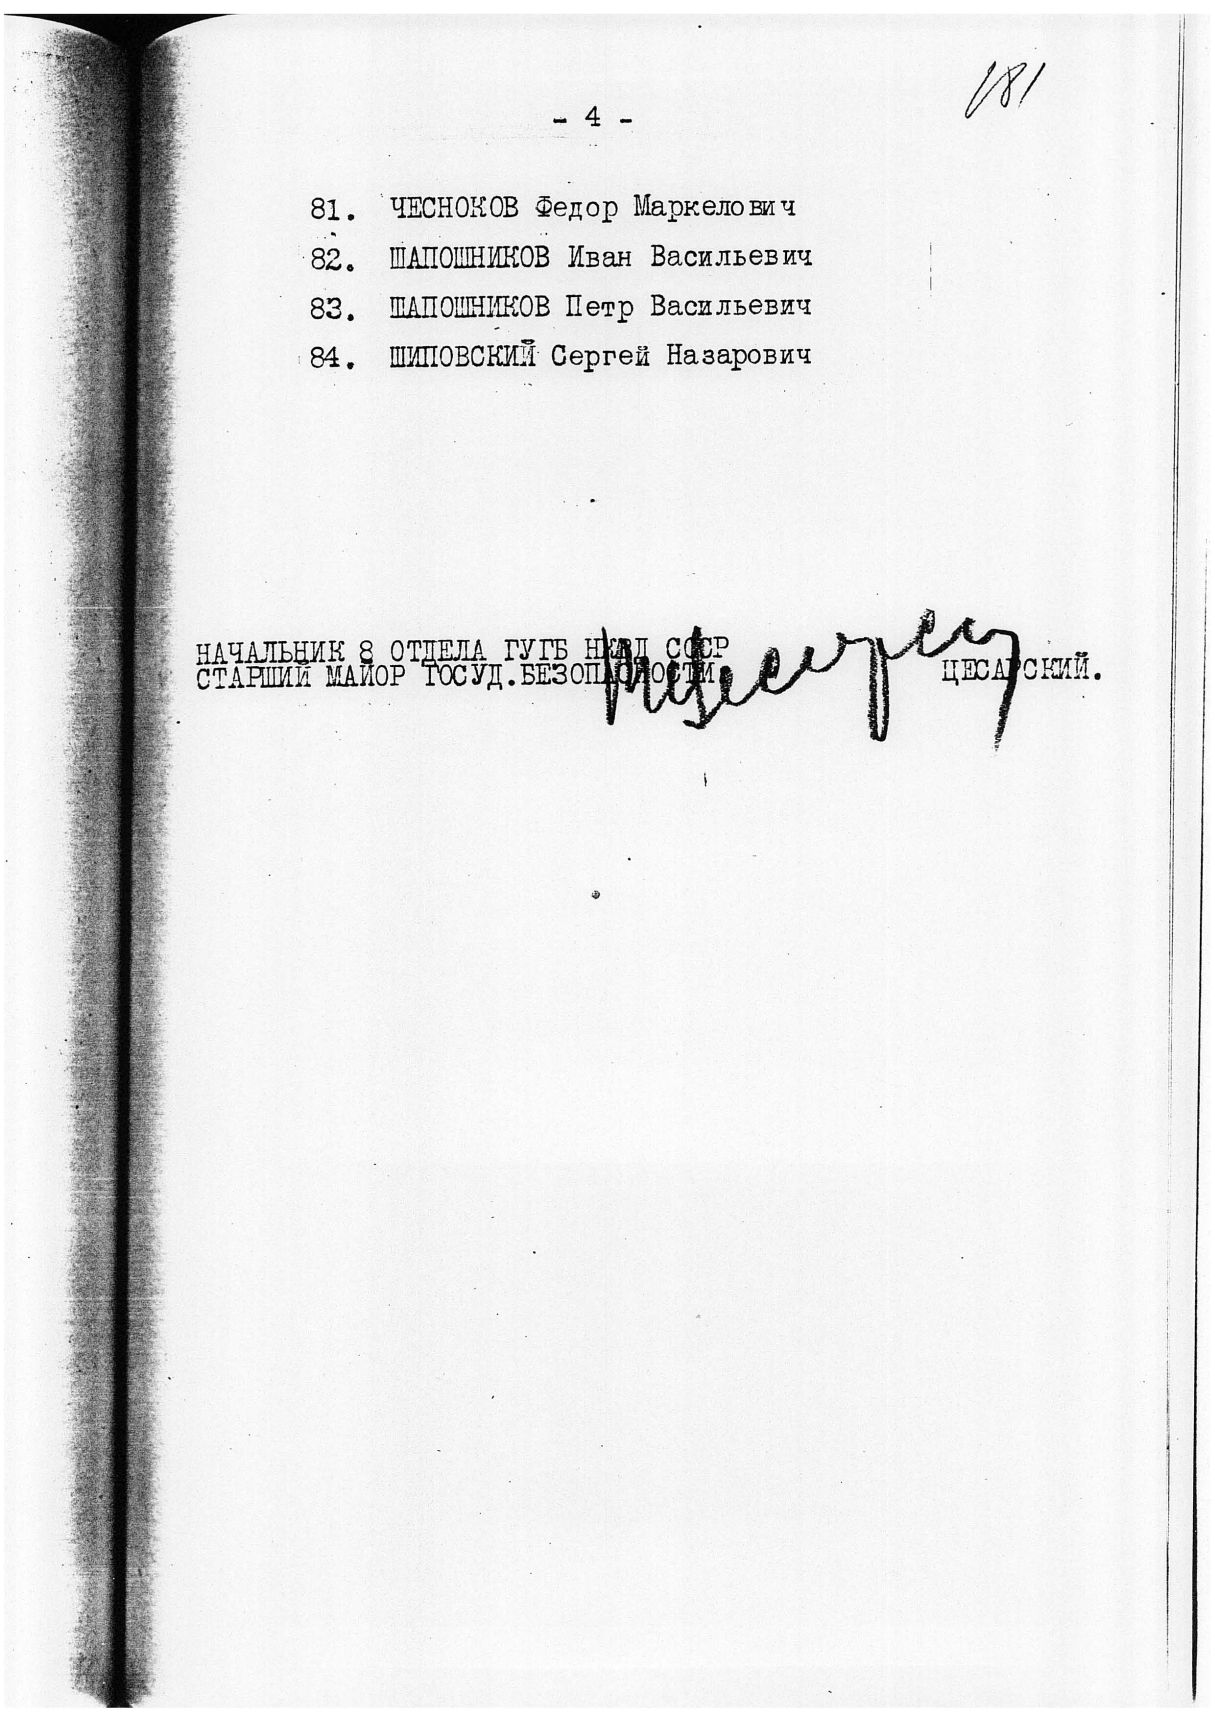 181
- 4 -
81. ЧЕСНОКОВ Федор Маркелович
82. ШАПОШНИКОВ Иван Васильевич
83. ШАПОШНИКОВ Петр Васильевич
84. ШИПОВСКИЙ Сергей Назарович
НАЧАЛЬНИК 8 ОТДЕЛА ГУГБ НКВД СССР
СТАРШИЙ МАЙОР ГОСУД.БЕЗОПАСНОСТИ ЦЕСАРСКИЙ.